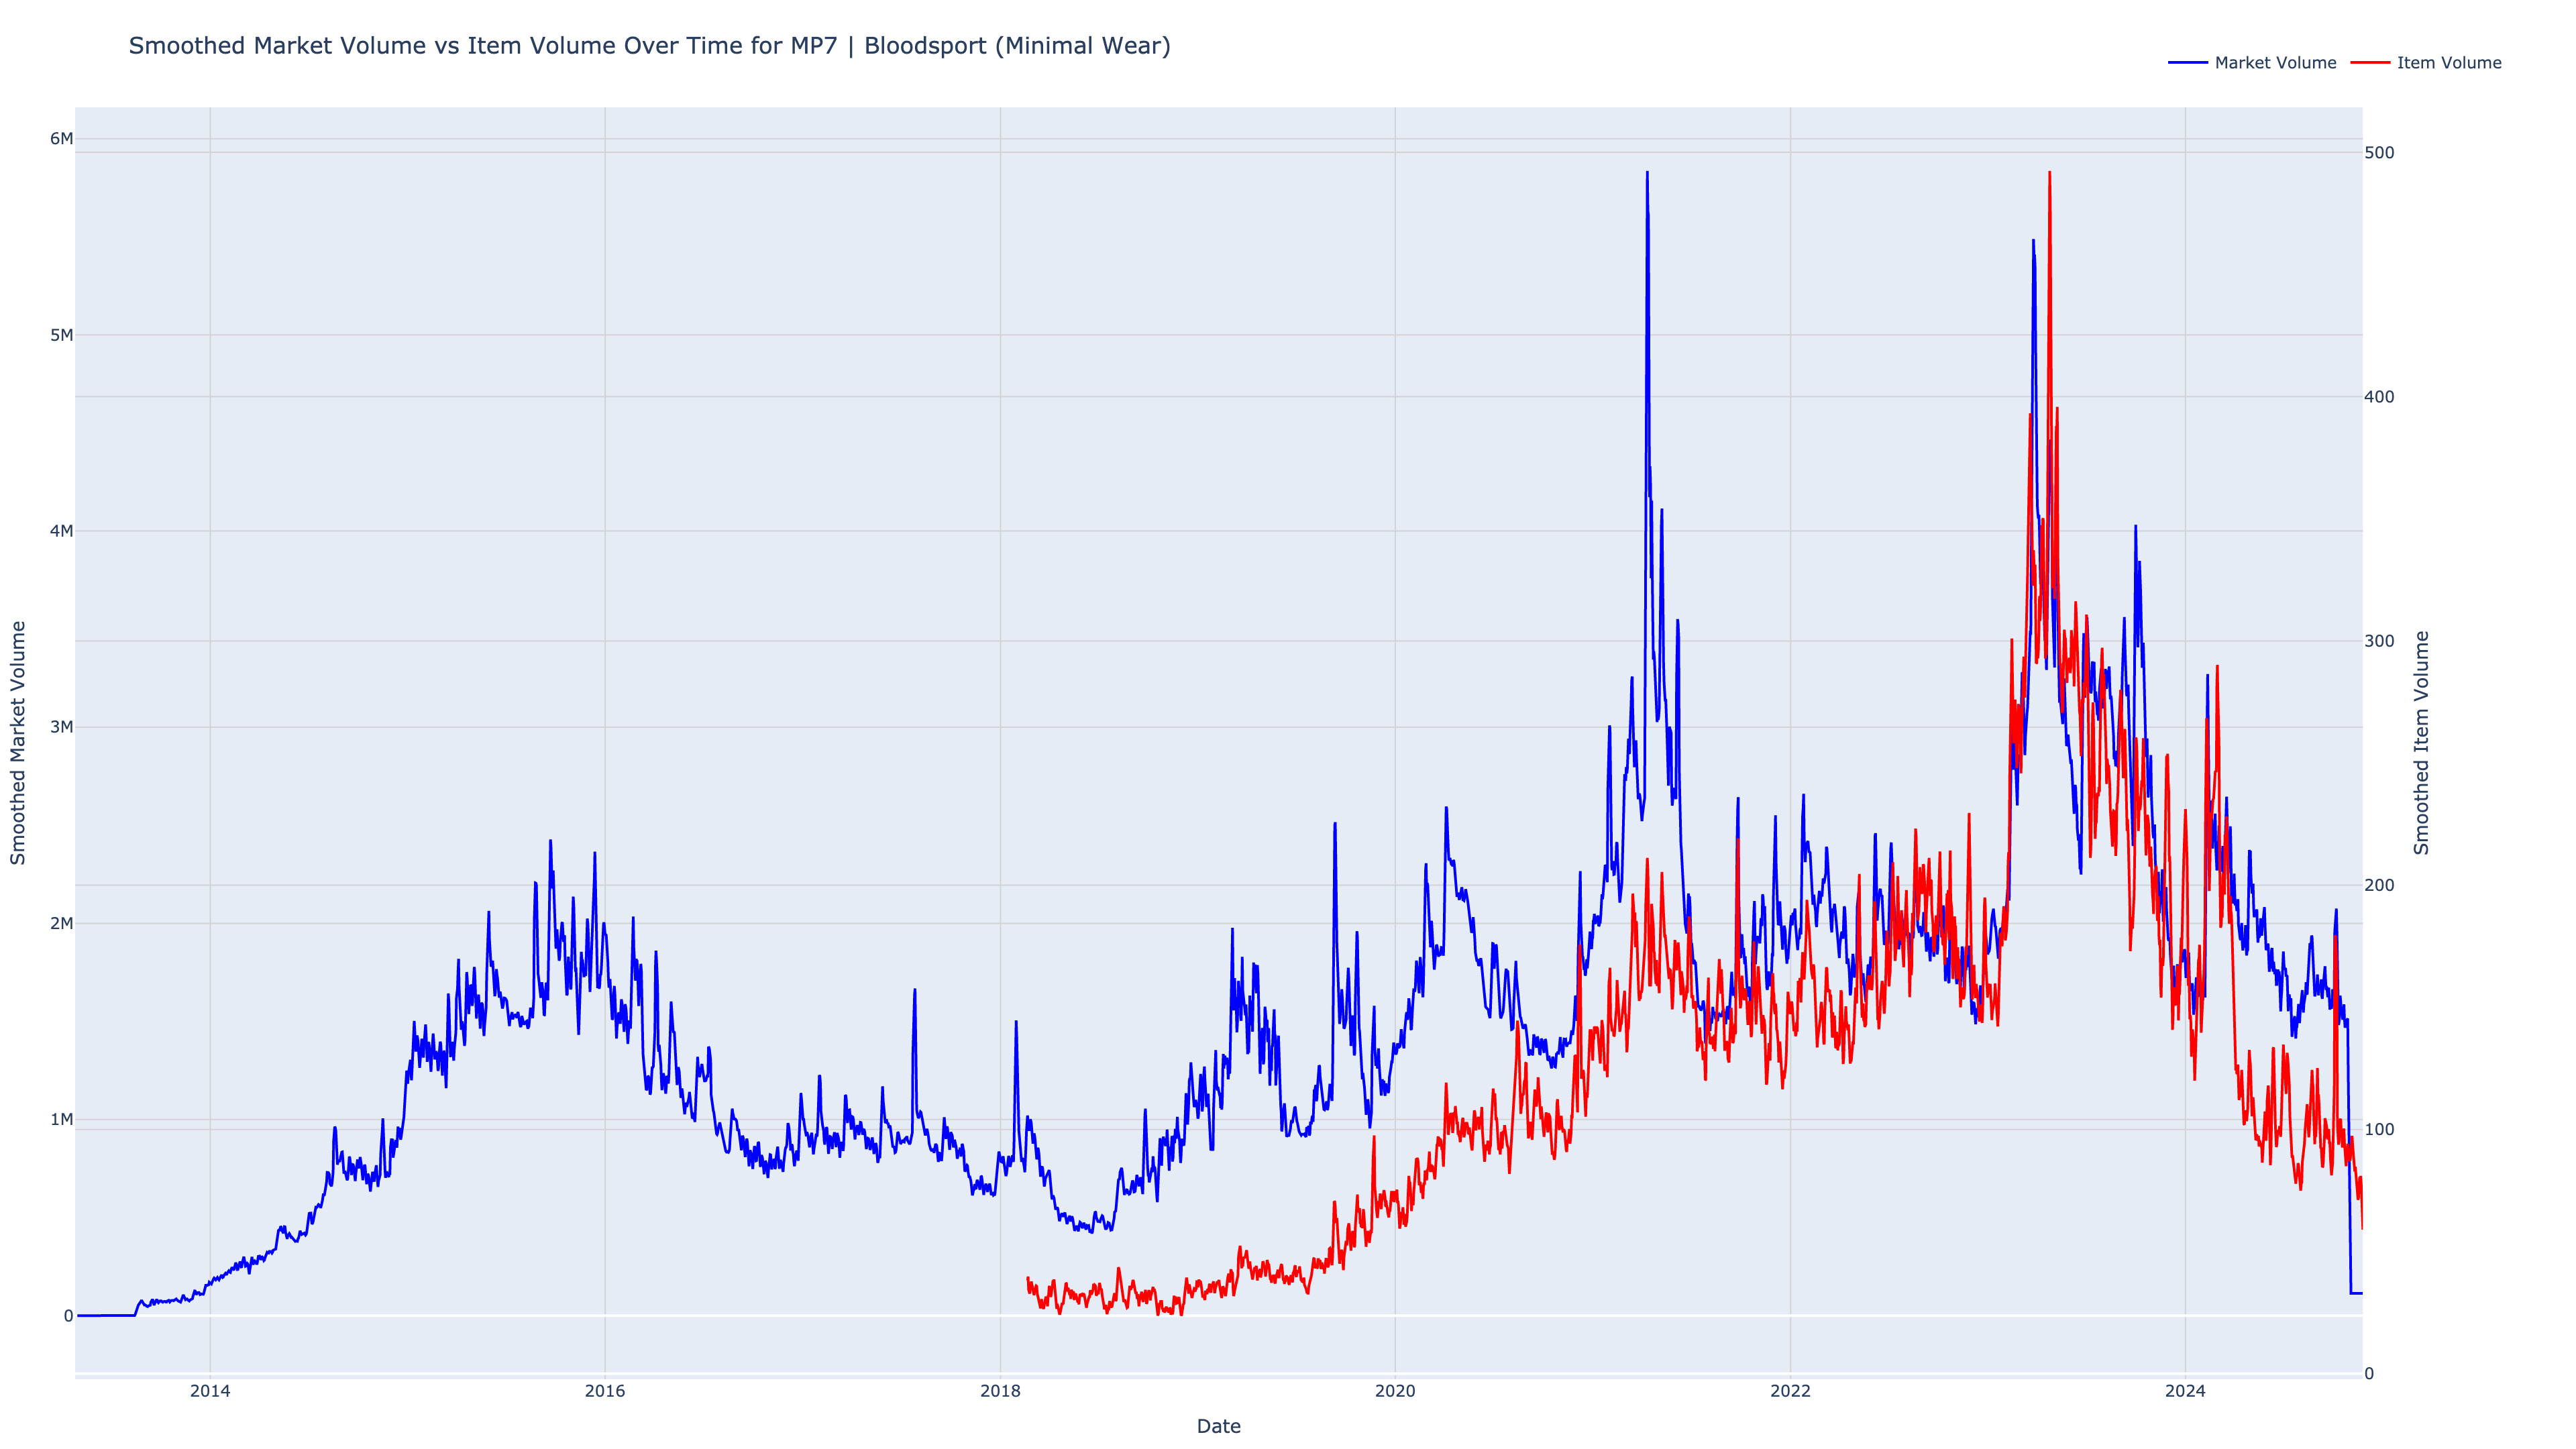 Smoothed Market Volume vs Item Volume Over Time for MP7 | Bloodsport (Minimal Wear)
Market Volume
Item Volume
6M
5M
4M
3M
2M
1M
0
Smoothed Market Volume
500
400
300
200
100
0
Smoothed Item Volume
2014
2016
2018
2020
2022
2024
Date